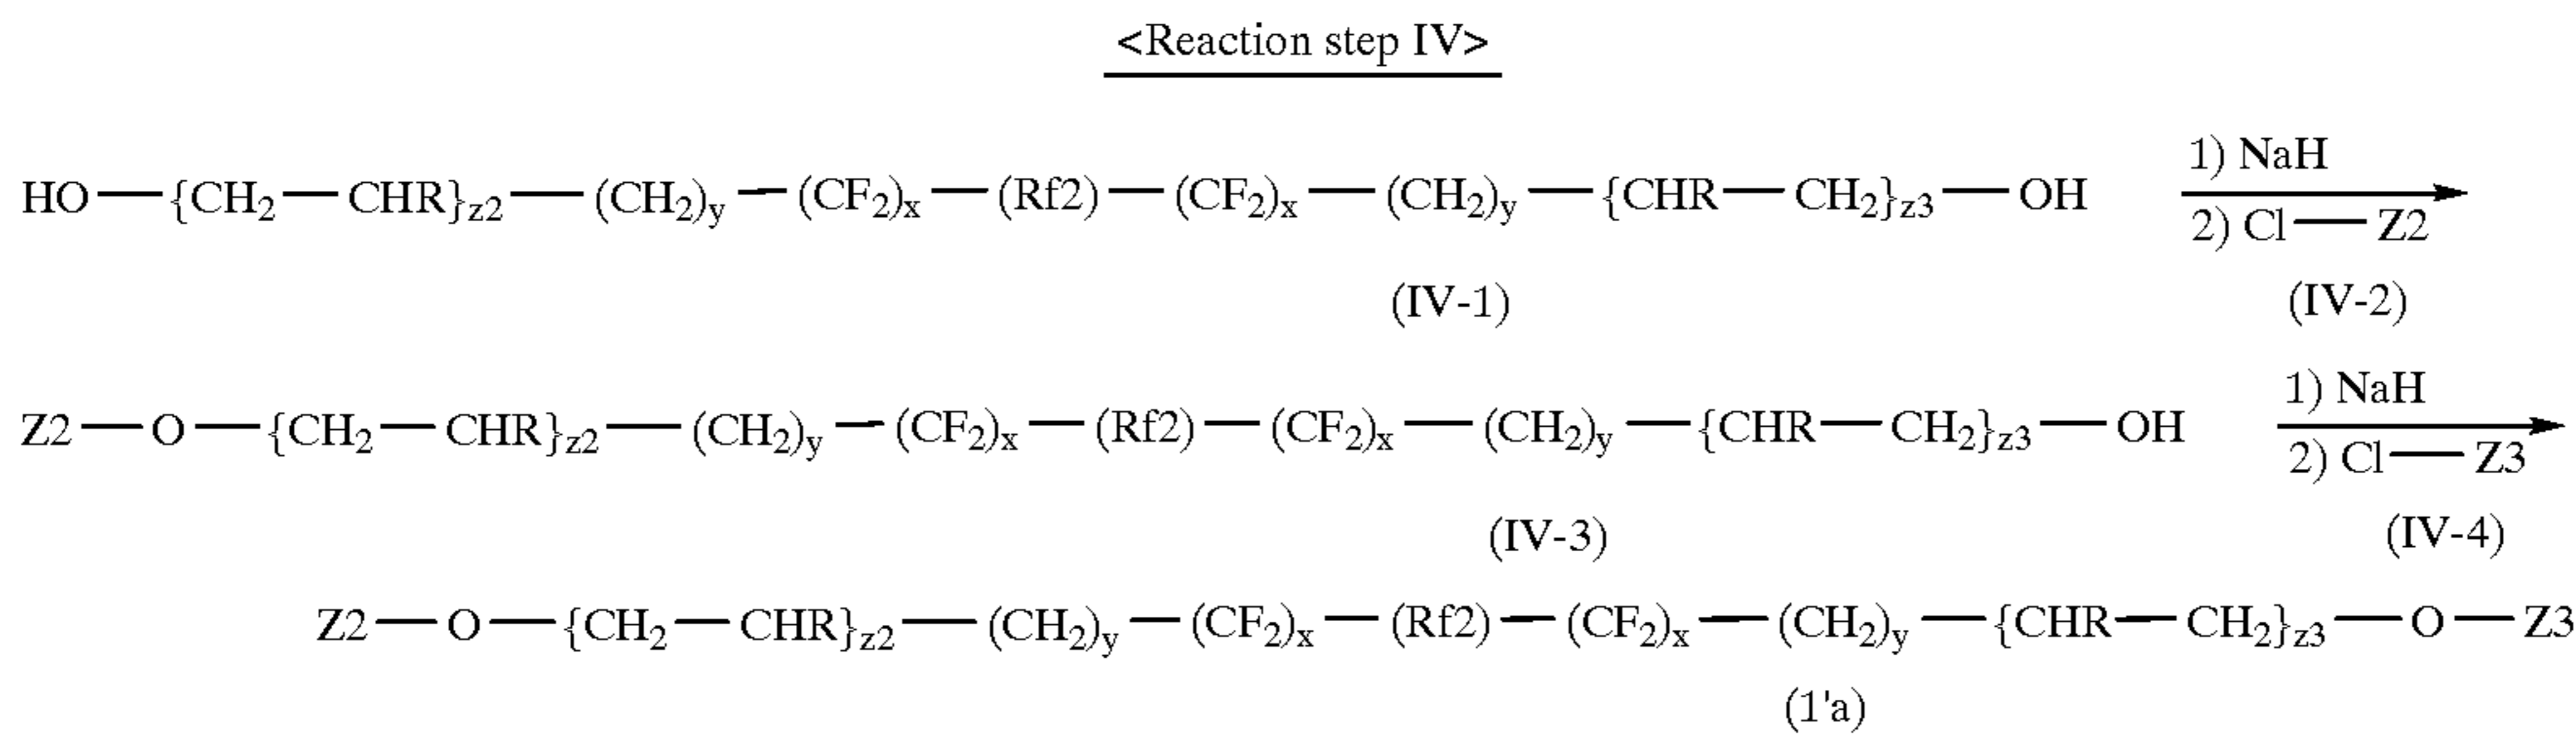 <Reaction step IV>
HO—{CH₂—CHR}z2—(CH₂)y—(CF₂)x—(Rf2)—(CF₂)x—(CH₂)y—{CHR—CH₂}z3—OH 1) NaH
2) Cl—Z2
(IV-1) (IV-2)
Z2—O—{CH₂—CHR}z2—(CH₂)y—(CF₂)x—(Rf2)—(CF₂)x—(CH₂)y—{CHR—CH₂}z3—OH 1) NaH
2) Cl—Z3
(IV-3) (IV-4)
Z2—O—{CH₂—CHR}z2—(CH₂)y—(CF₂)x—(Rf2)—(CF₂)x—(CH₂)y—{CHR—CH₂}z3—O—Z3
(1'a)